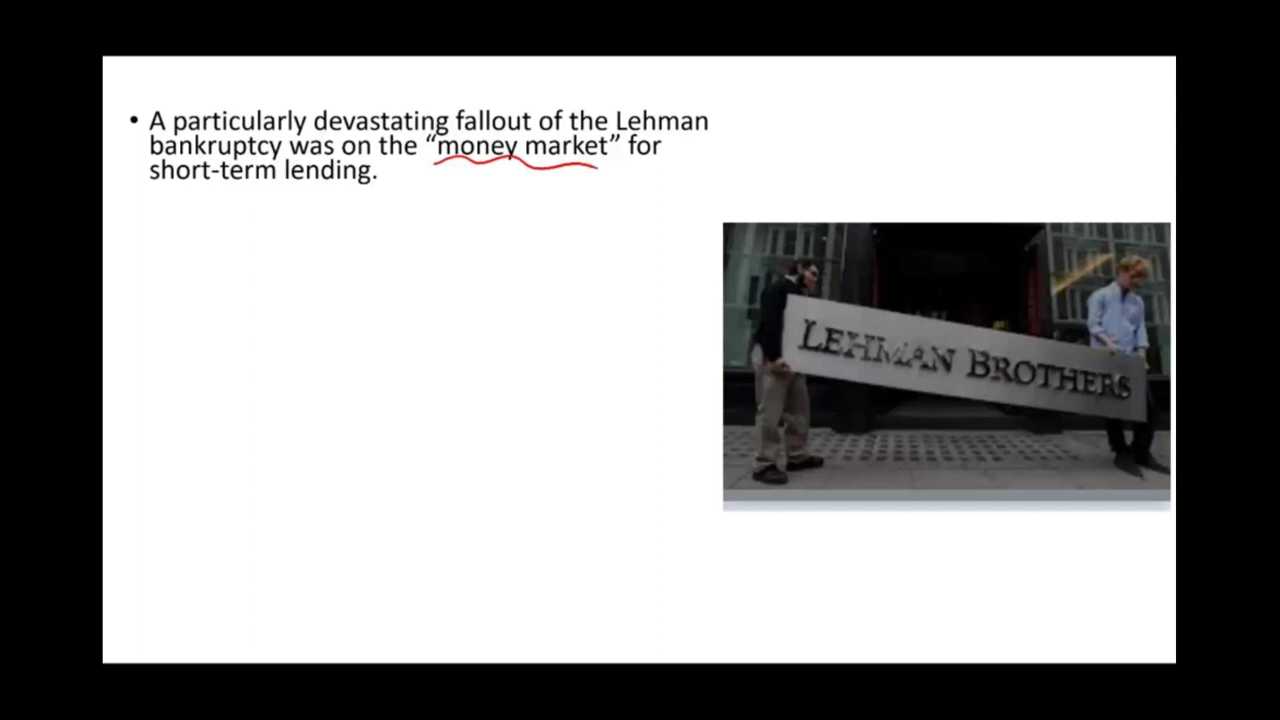 • A particularly devastating fallout of the Lehman
bankruptcy was on the “money market” for
short-term lending.
LEHMAN BROTHERS